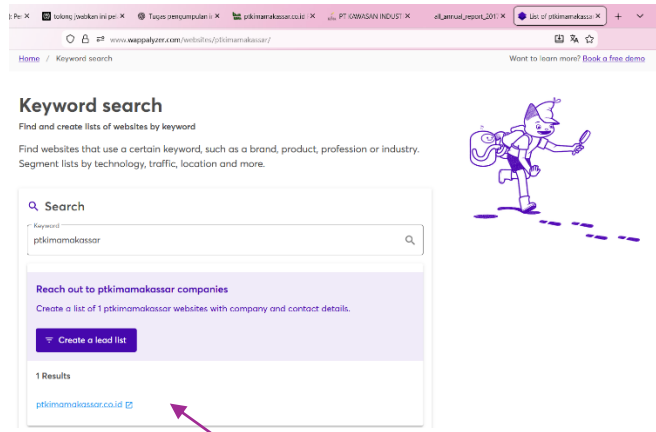 tolong jwabkan ini pe
Tugas pengumpulan i
ptkimamakassar.co.id
PT KAWASAN INDUST
all_annual_report_201
List of ptkimamakassa
www.wappalyzer.com/websites/ptkimamakassar/
Home / Keyword search
Want to learn more? Book a free demo
Keyword search
Find and create lists of websites by keyword
Find websites that use a certain keyword, such as a brand, product, profession or industry.
Segment lists by technology, traffic, location and more.
Search
Keyword
ptkimamakassar
Reach out to ptkimamakassar companies
Create a list of 1 ptkimamakassar websites with company and contact details.
Create a lead list
1 Results
ptkimamakassar.co.id